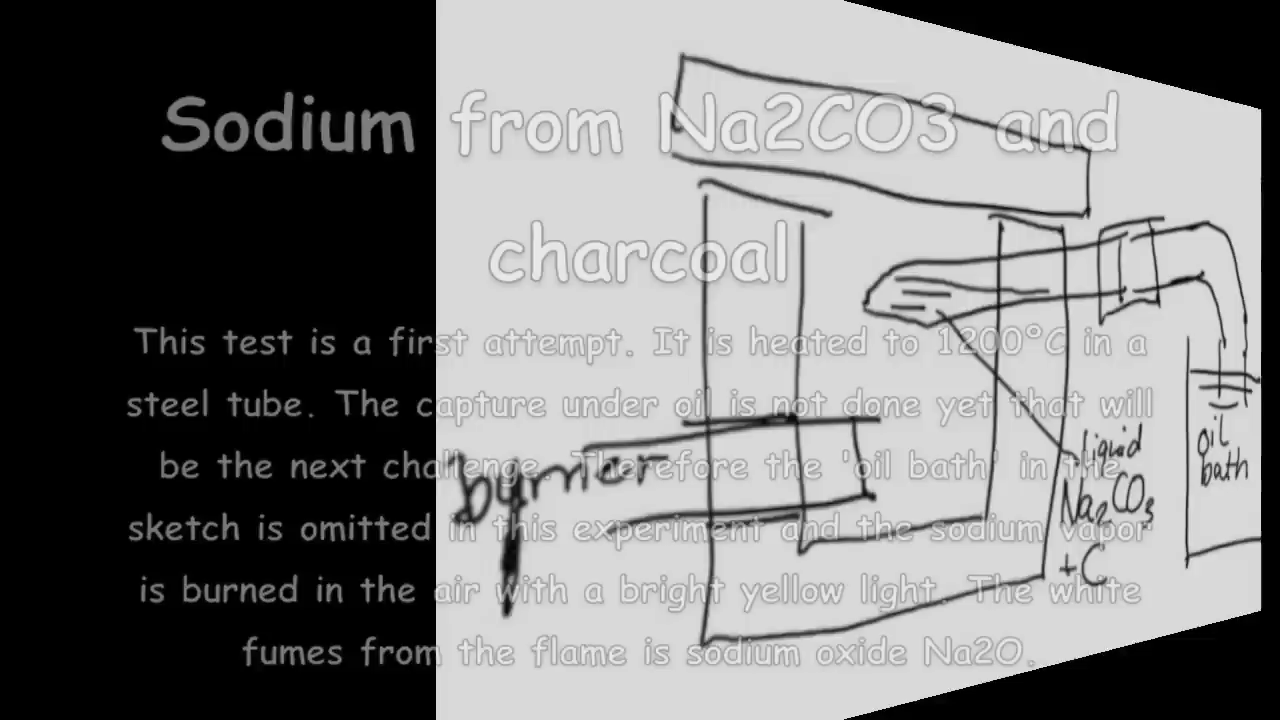 Sodium from Na2CO3 and
charcoal
This test is a first attempt. It is heated to 1200°C in a
steel tube. The capture under oil is not done yet that will
be the next challenge. Therefore the 'oil bath' in the
sketch is omitted in this experiment and the sodium vapor
is burned in the air with a bright yellow light. The white
fumes from the flame is sodium oxide Na2O.
burner
liquid
Na2CO3
+C
oil
bath